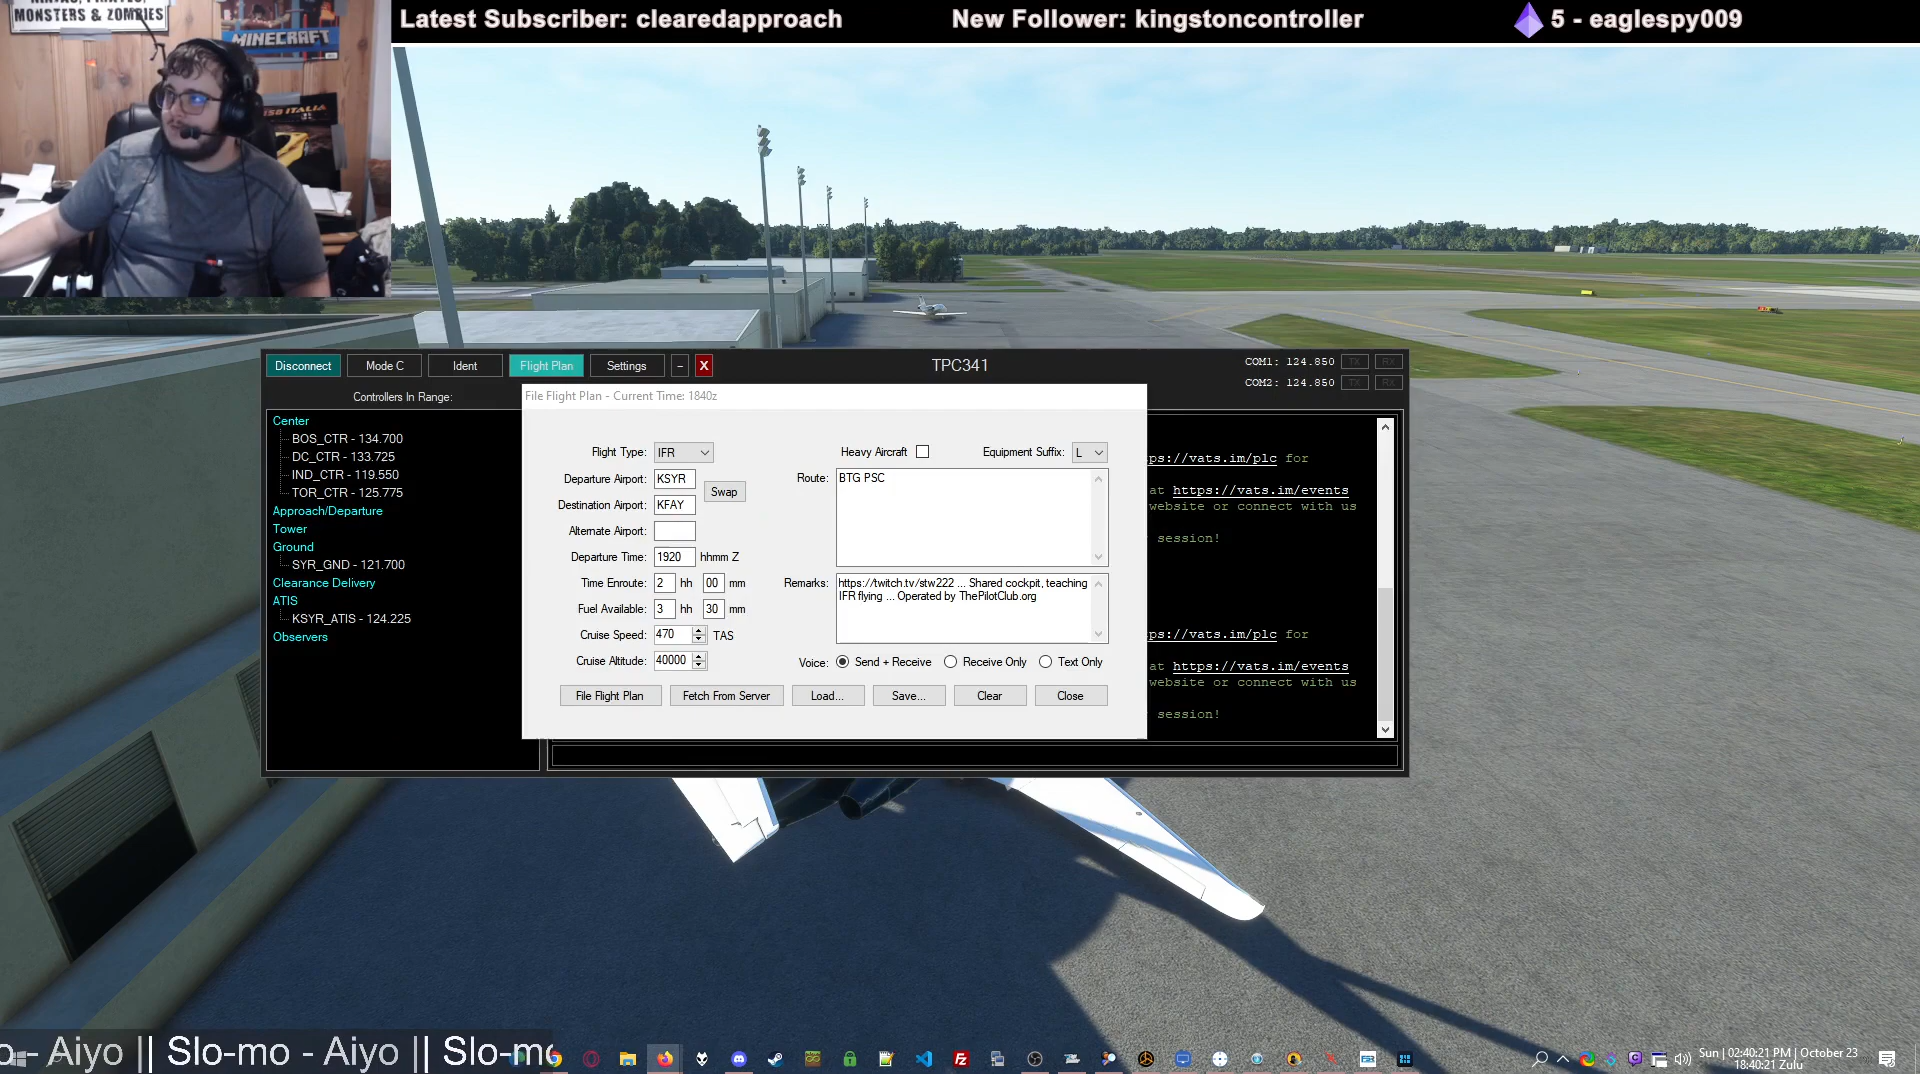 MONSTERS & ZOMBIES
MINECRAFT
458 ITALIA
Latest Subscriber: clearedapproach
New Follower: kingstoncontroller
5 - eaglespy009
Disconnect
Mode C
Ident
Flight Plan
Settings
–
X
TPC341
COM1: 124.850 TX RX
COM2: 124.850 TX RX
Controllers In Range:
Center
BOS_CTR - 134.700
DC_CTR - 133.725
IND_CTR - 119.550
TOR_CTR - 125.775
Approach/Departure
Tower
Ground
SYR_GND - 121.700
Clearance Delivery
ATIS
KSYR_ATIS - 124.225
Observers
File Flight Plan - Current Time: 1840z
Flight Type: IFR
Heavy Aircraft
Equipment Suffix: L
Departure Airport: KSYR
Swap
Destination Airport: KFAY
Alternate Airport:
Departure Time: 1920 hhmm Z
Time Enroute: 2 hh 00 mm
Fuel Available: 3 hh 30 mm
Cruise Speed: 470 TAS
Cruise Altitude: 40000
Route: BTG PSC
Remarks: https://twitch.tv/stw222 ... Shared cockpit, teaching
IFR flying ... Operated by ThePilotClub.org
Voice: Send + Receive Receive Only Text Only
File Flight Plan
Fetch From Server
Load...
Save...
Clear
Close
ps://vats.im/plc for
at https://vats.im/events
website or connect with us
session!
ps://vats.im/plc for
at https://vats.im/events
website or connect with us
session!
o - Aiyo || Slo-mo - Aiyo || Slo-mo
Sun | 02:40:21 PM | October 23
18:40:21 Zulu